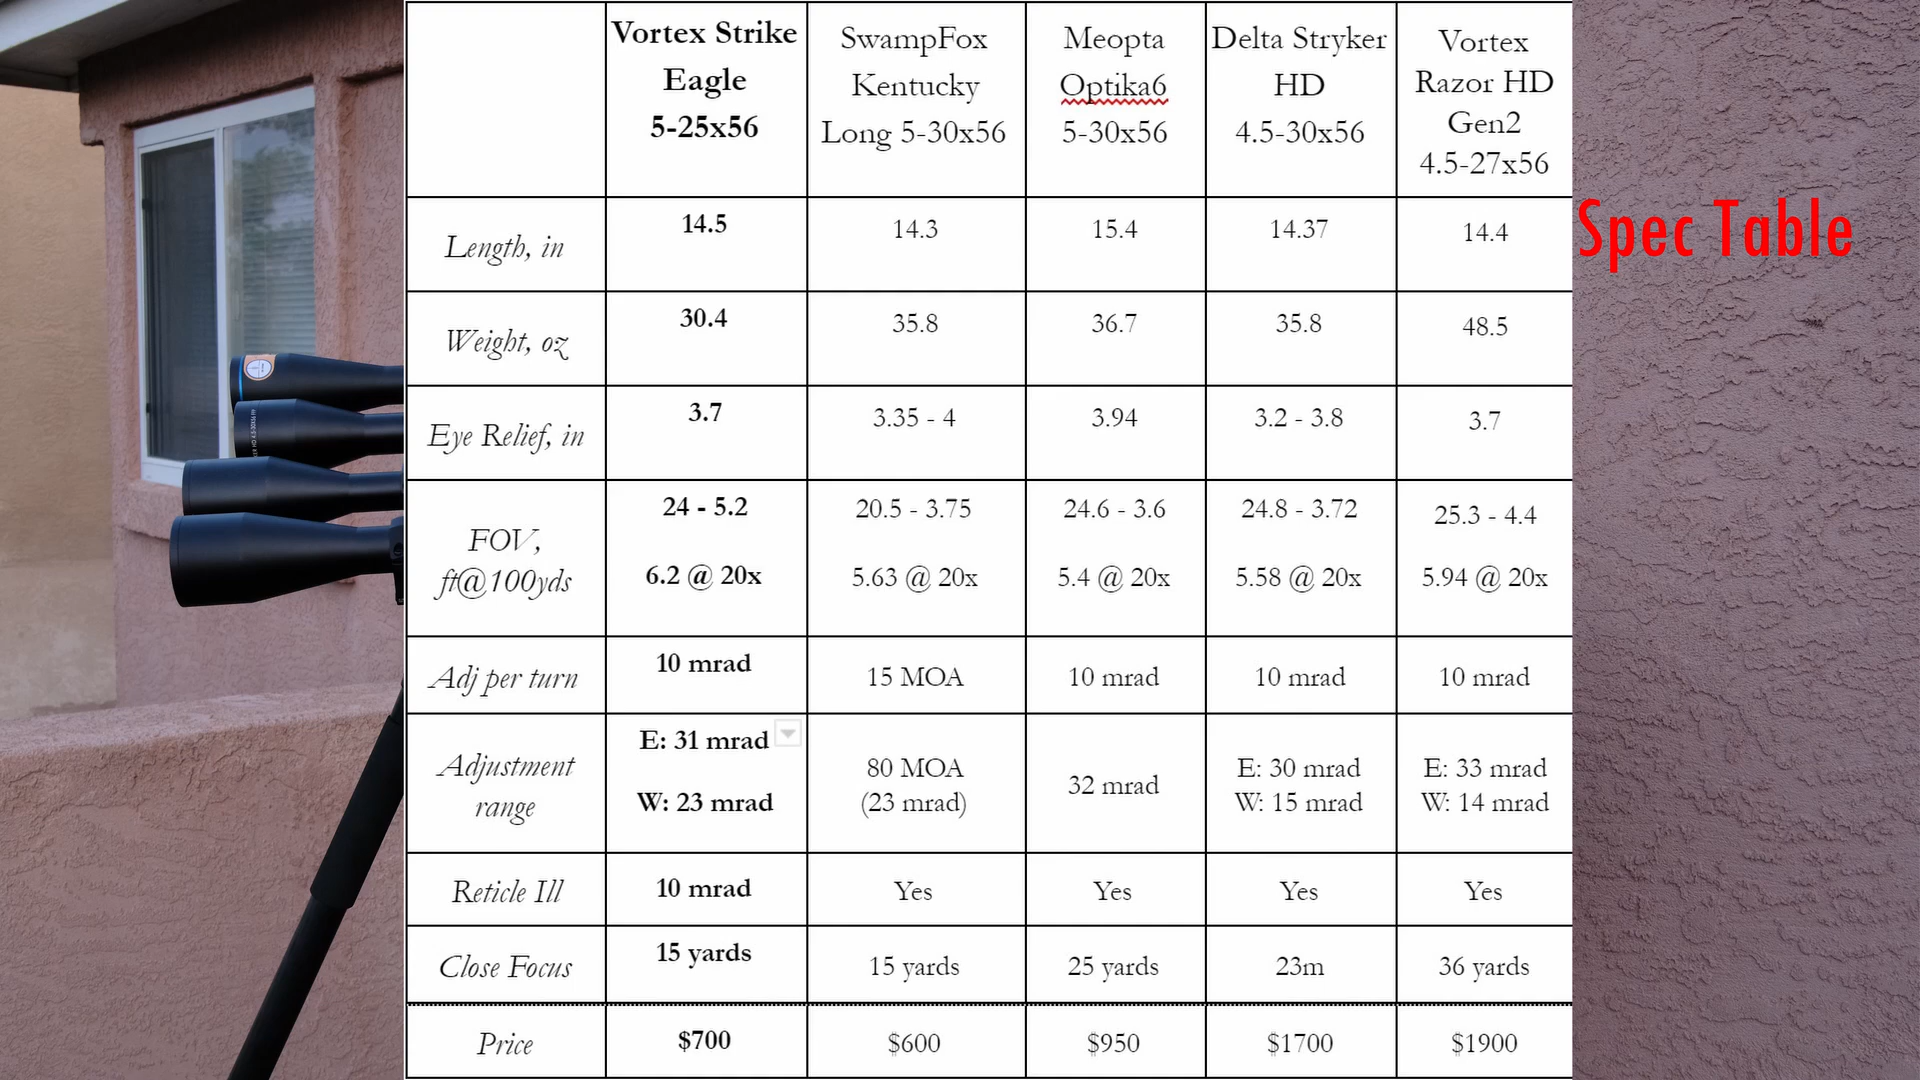 Vortex Strike
Eagle
5-25x56
SwampFox
Kentucky
Long 5-30x56
Meopta
Optika6
5-30x56
Delta Stryker
HD
4.5-30x56
Vortex
Razor HD
Gen2
4.5-27x56
Spec Table
Length, in
14.5
14.3
15.4
14.37
14.4
Weight, oz
30.4
35.8
36.7
35.8
48.5
Eye Relief, in
3.7
3.35 - 4
3.94
3.2 - 3.8
3.7
FOV,
ft@100yds
24 - 5.2
6.2 @ 20x
20.5 - 3.75
5.63 @ 20x
24.6 - 3.6
5.4 @ 20x
24.8 - 3.72
5.58 @ 20x
25.3 - 4.4
5.94 @ 20x
Adj per turn
10 mrad
15 MOA
10 mrad
10 mrad
10 mrad
Adjustment
range
E: 31 mrad
W: 23 mrad
80 MOA
(23 mrad)
32 mrad
E: 30 mrad
W: 15 mrad
E: 33 mrad
W: 14 mrad
Reticle Ill
10 mrad
Yes
Yes
Yes
Yes
Close Focus
15 yards
15 yards
25 yards
23m
36 yards
Price
$700
$600
$950
$1700
$1900